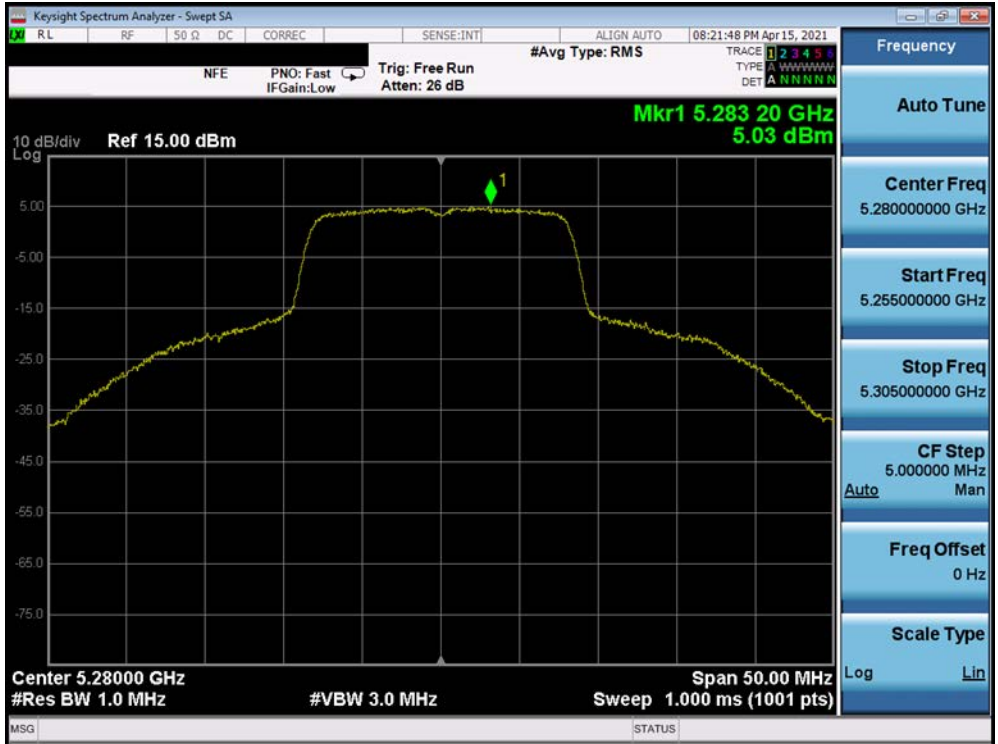 Keysight Spectrum Analyzer - Swept SA
LXI RL RF 50 Ω DC CORREC SENSE:INT ALIGN AUTO 08:21:48 PM Apr 15, 2021
#Avg Type: RMS
TRACE 1 2 3 4 5 6
TYPE A WWWWW
DET A N N N N N
NFE PNO: Fast Trig: Free Run
IFGain:Low Atten: 26 dB
Mkr1 5.283 20 GHz
5.03 dBm
10 dB/div Ref 15.00 dBm
Log
1
5.00
-5.00
-15.0
-25.0
-35.0
-45.0
-55.0
-65.0
-75.0
Center 5.28000 GHz Span 50.00 MHz
#Res BW 1.0 MHz #VBW 3.0 MHz Sweep 1.000 ms (1001 pts)
MSG STATUS
Frequency
Auto Tune
Center Freq
5.280000000 GHz
Start Freq
5.255000000 GHz
Stop Freq
5.305000000 GHz
CF Step
5.000000 MHz
Auto Man
Freq Offset
0 Hz
Scale Type
Log Lin